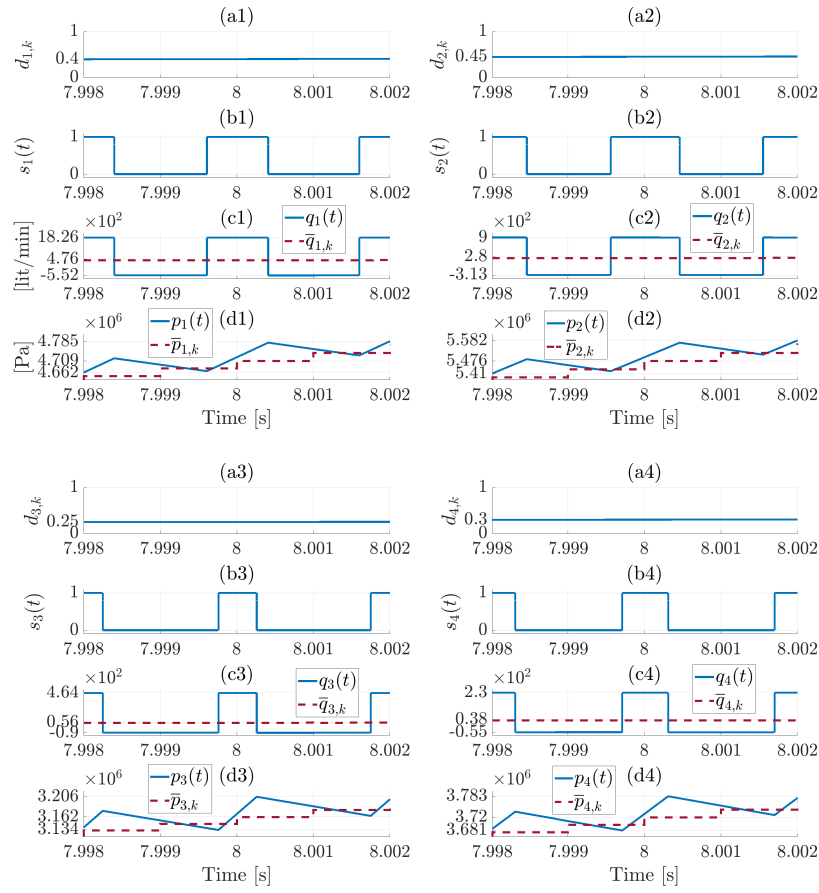 (a1)
d_{1,k}
1
0.4
0
7.998 7.999 8 8.001 8.002
(a2)
d_{2,k}
1
0.45
0
7.998 7.999 8 8.001 8.002
(b1)
s_1(t)
1
0
7.998 7.999 8 8.001 8.002
(b2)
s_2(t)
1
0
7.998 7.999 8 8.001 8.002
(c1)
×10^2
q_1(t)
q̅_{1,k}
[lit/min]
18.26
4.76
-5.52
7.998 7.999 8 8.001 8.002
(c2)
×10^2
q_2(t)
q̅_{2,k}
9
2.8
-3.13
7.998 7.999 8 8.001 8.002
(d1)
×10^6
p_1(t)
p̅_{1,k}
[Pa]
4.785
4.709
4.662
7.998 7.999 8 8.001 8.002
Time [s]
(d2)
×10^6
p_2(t)
p̅_{2,k}
5.582
5.476
5.41
7.998 7.999 8 8.001 8.002
Time [s]
(a3)
d_{3,k}
1
0.25
0
7.998 7.999 8 8.001 8.002
(a4)
d_{4,k}
1
0.3
0
7.998 7.999 8 8.001 8.002
(b3)
s_3(t)
1
0
7.998 7.999 8 8.001 8.002
(b4)
s_4(t)
1
0
7.998 7.999 8 8.001 8.002
(c3)
×10^2
q_3(t)
q̅_{3,k}
4.64
0.56
-0.9
7.998 7.999 8 8.001 8.002
(c4)
×10^2
q_4(t)
q̅_{4,k}
2.3
0.38
-0.55
7.998 7.999 8 8.001 8.002
(d3)
×10^6
p_3(t)
p̅_{3,k}
3.206
3.162
3.134
7.998 7.999 8 8.001 8.002
Time [s]
(d4)
×10^6
p_4(t)
p̅_{4,k}
3.783
3.72
3.681
7.998 7.999 8 8.001 8.002
Time [s]